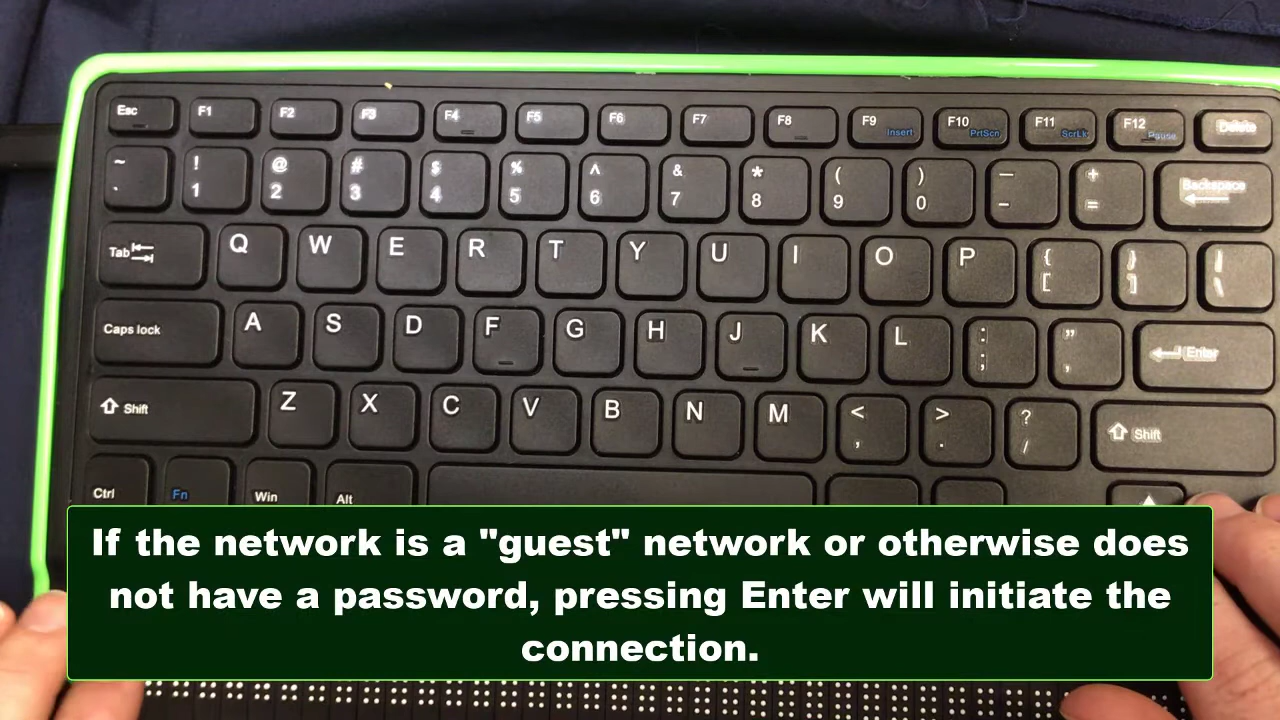 Esc F1 F2 F3 F4 F5 F6 F7 F8 F9 Insert F10 PrtScn F11 ScrLk F12 Pause Delete
~ ! @ # $ % ^ & * ( ) — + Backspace
` 1 2 3 4 5 6 7 8 9 0 - =
Tab Q W E R T Y U I O P { [ } ] | \
Caps lock A S D F G H J K L : ; " ' Enter
Shift Z X C V B N M < , > . ? / Shift
Ctrl Fn Win Alt
If the network is a "guest" network or otherwise does
not have a password, pressing Enter will initiate the
connection.